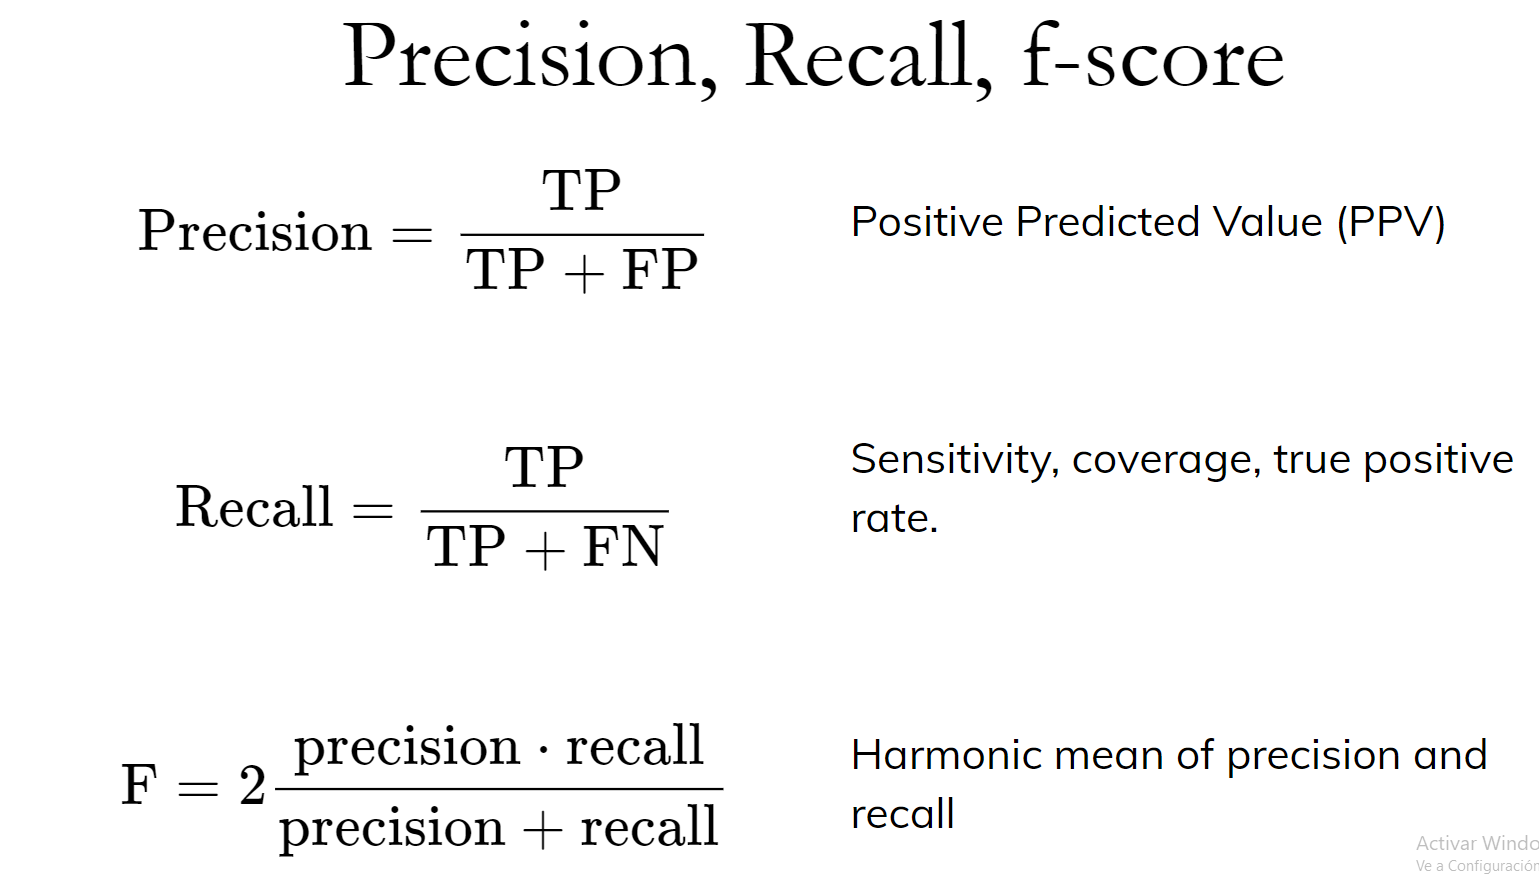 Precision, Recall, f-score
Precision = TP / TP + FP
Positive Predicted Value (PPV)
Recall = TP / TP + FN
Sensitivity, coverage, true positive
rate.
F = 2 precision · recall / precision + recall
Harmonic mean of precision and
recall
Activar Windo
Ve a Configuración